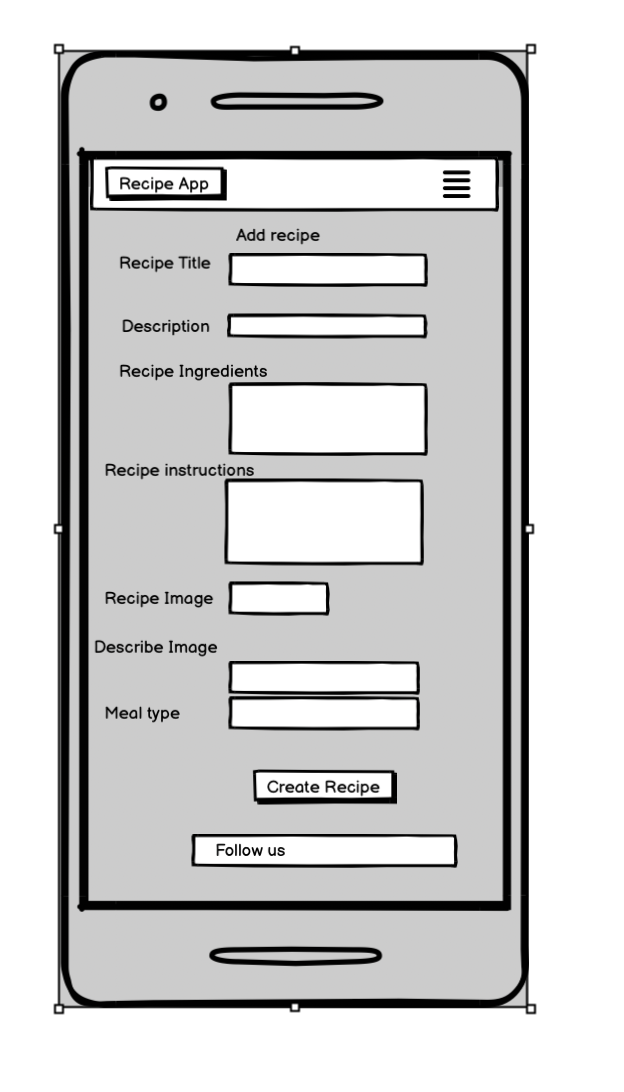 Recipe App
Add recipe
Recipe Title
Description
Recipe Ingredients
Recipe instructions
Recipe Image
Describe Image
Meal type
Create Recipe
Follow us